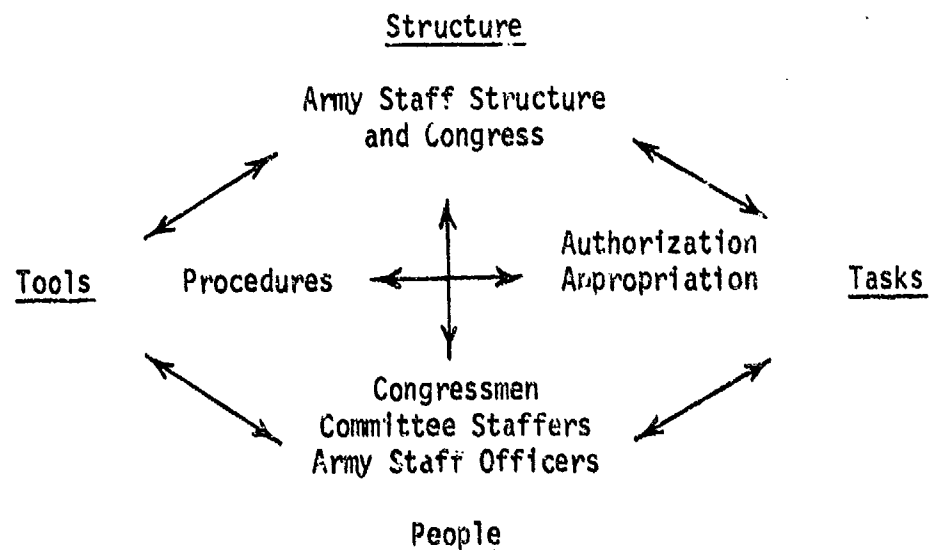 Structure
Army Staff Structure
and Congress
Authorization
Tools Procedures Appropriation Tasks
Congressmen
Committee Staffers
Army Staff Officers
People